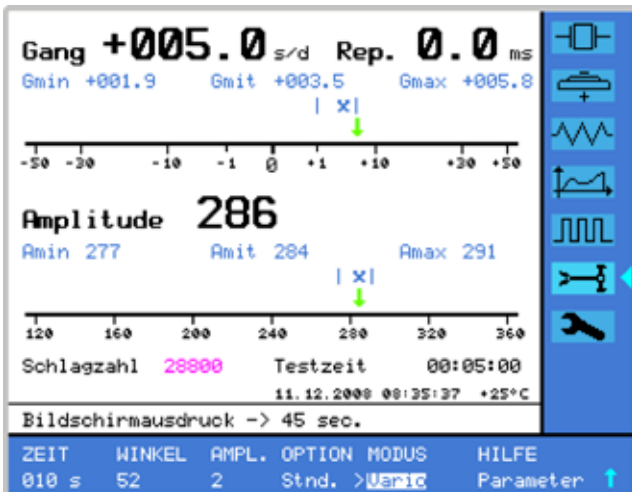 Gang +005.0 s/d Rep. 0.0 ms
Gmin +001.9 Gmit +003.5 Gmax +005.8
-50 -30 -10 -1 0 +1 +10 +30 +50
Amplitude 286
Amin 277 Amit 284 Amax 291
120 160 200 240 280 320 360
Schlagzahl 28800 Testzeit 00:05:00
11.12.2008 08:35:37 +25°C
Bildschirmausdruck -> 45 sec.
ZEIT WINKEL AMPL. OPTION MODUS HILFE
010 s 52 2 Stnd. >Vario Parameter ↑